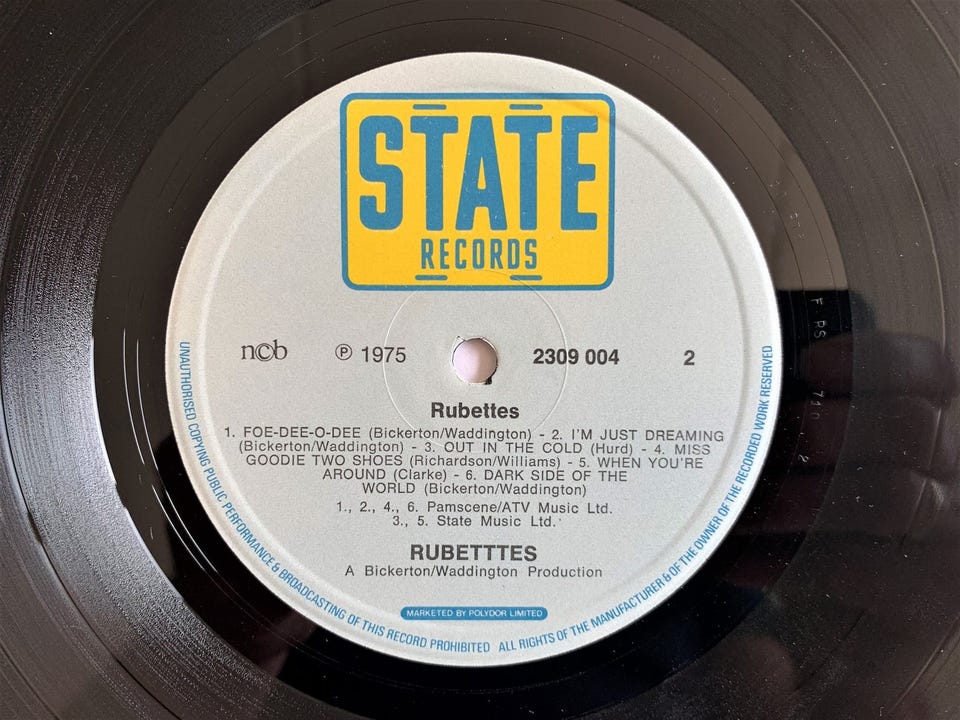 STATE
RECORDS
ncb
℗ 1975
2309 004
2
Rubettes
1. FOE-DEE-O-DEE (Bickerton/Waddington) - 2. I'M JUST DREAMING
(Bickerton/Waddington) - 3. OUT IN THE COLD (Hurd) - 4. MISS
GOODIE TWO SHOES (Richardson/Williams) - 5. WHEN YOU'RE
AROUND (Clarke) - 6. DARK SIDE OF THE
WORLD (Bickerton/Waddington)
1., 2., 4., 6. Pamscene/ATV Music Ltd.
3., 5. State Music Ltd.
RUBETTTES
A Bickerton/Waddington Production
MARKETED BY POLYDOR LIMITED
UNAUTHORISED COPYING PUBLIC PERFORMANCE & BROADCASTING OF THIS RECORD PROHIBITED ALL RIGHTS OF THE MANUFACTURER & OF THE OWNER OF THE RECORDED WORK RESERVED